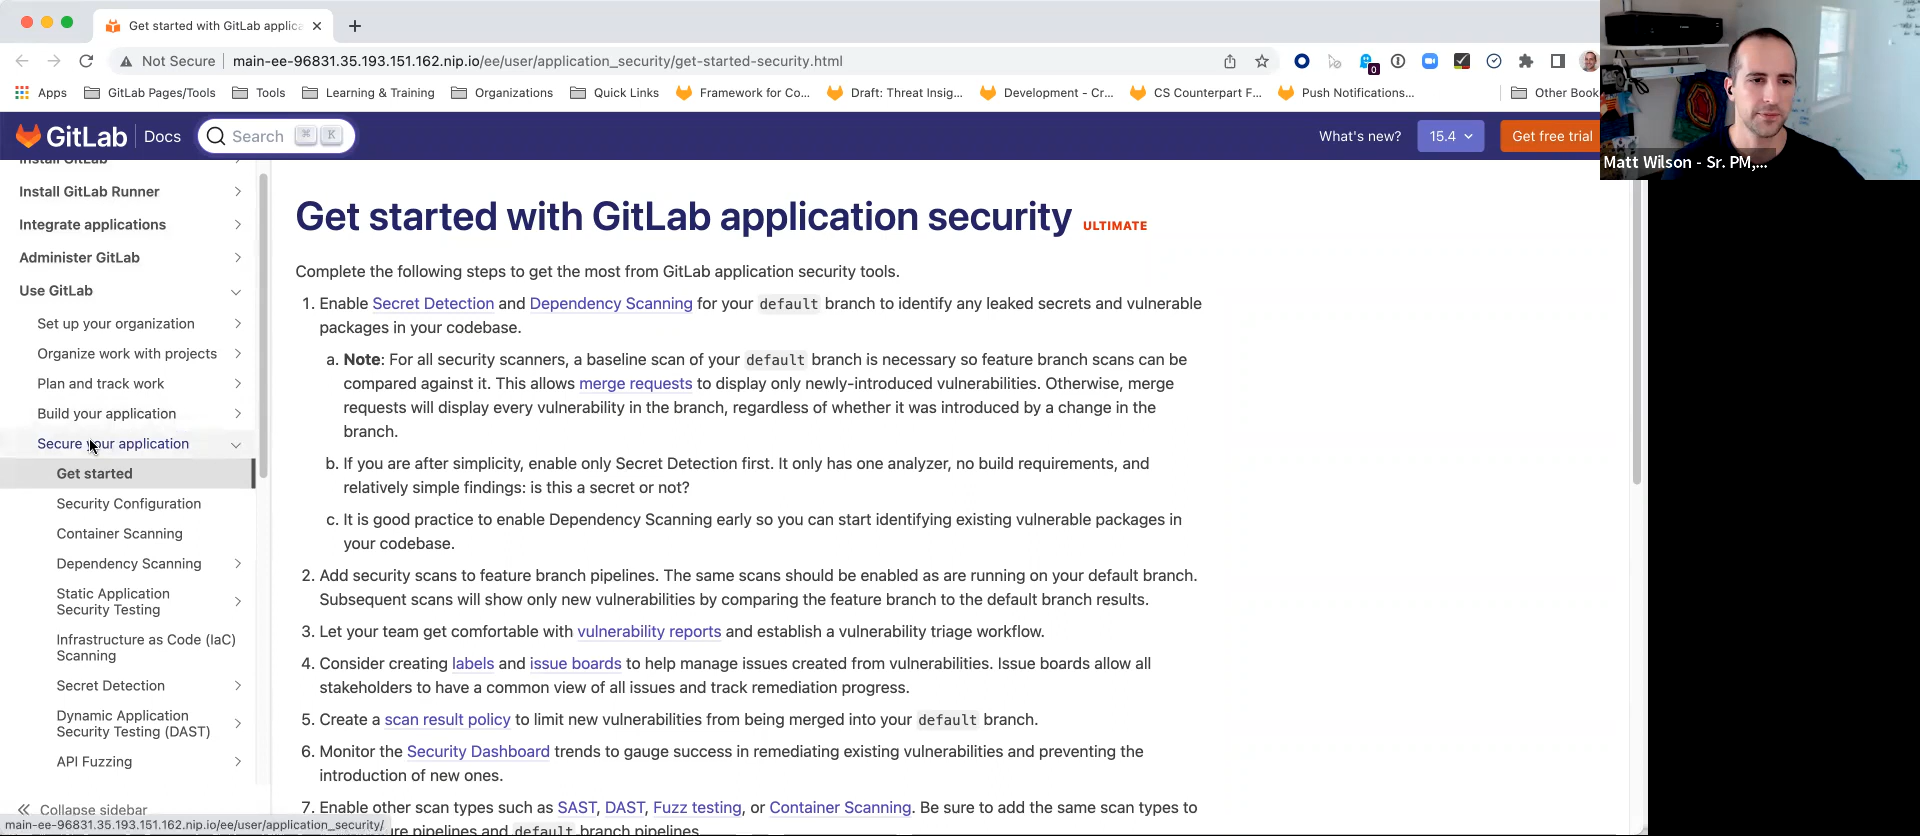 Get started with GitLab applica
Not Secure
main-ee-96831.35.193.151.162.nip.io/ee/user/application_security/get-started-security.html
0
Apps
GitLab Pages/Tools
Tools
Learning & Training
Organizations
Quick Links
Framework for Co...
Draft: Threat Insig...
Development - Cr...
CS Counterpart F...
Push Notifications...
Other Book
GitLab Docs
Search ⌘ K
What's new?
15.4
Get free trial
Matt Wilson - Sr. PM,...
Install GitLab
Install GitLab Runner
Integrate applications
Administer GitLab
Use GitLab
Set up your organization
Organize work with projects
Plan and track work
Build your application
Secure your application
Get started
Security Configuration
Container Scanning
Dependency Scanning
Static Application
Security Testing
Infrastructure as Code (IaC)
Scanning
Secret Detection
Dynamic Application
Security Testing (DAST)
API Fuzzing
Collapse sidebar
main-ee-96831.35.193.151.162.nip.io/ee/user/application_security/
Get started with GitLab application security ULTIMATE
Complete the following steps to get the most from GitLab application security tools.
1. Enable Secret Detection and Dependency Scanning for your default branch to identify any leaked secrets and vulnerable
packages in your codebase.
a. Note: For all security scanners, a baseline scan of your default branch is necessary so feature branch scans can be
compared against it. This allows merge requests to display only newly-introduced vulnerabilities. Otherwise, merge
requests will display every vulnerability in the branch, regardless of whether it was introduced by a change in the
branch.
b. If you are after simplicity, enable only Secret Detection first. It only has one analyzer, no build requirements, and
relatively simple findings: is this a secret or not?
c. It is good practice to enable Dependency Scanning early so you can start identifying existing vulnerable packages in
your codebase.
2. Add security scans to feature branch pipelines. The same scans should be enabled as are running on your default branch.
Subsequent scans will show only new vulnerabilities by comparing the feature branch to the default branch results.
3. Let your team get comfortable with vulnerability reports and establish a vulnerability triage workflow.
4. Consider creating labels and issue boards to help manage issues created from vulnerabilities. Issue boards allow all
stakeholders to have a common view of all issues and track remediation progress.
5. Create a scan result policy to limit new vulnerabilities from being merged into your default branch.
6. Monitor the Security Dashboard trends to gauge success in remediating existing vulnerabilities and preventing the
introduction of new ones.
7. Enable other scan types such as SAST, DAST, Fuzz testing, or Container Scanning. Be sure to add the same scan types to
re pipelines and default branch pipelines.